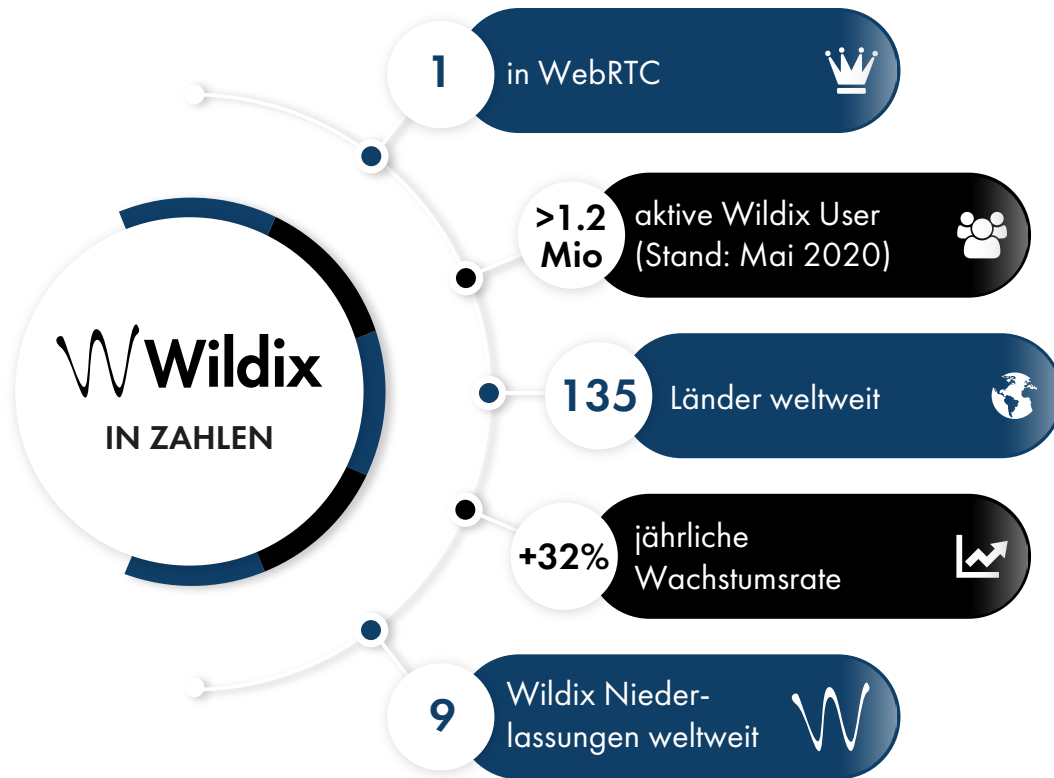 1
in WebRTC
>1.2
Mio
aktive Wildix User
(Stand: Mai 2020)
Wildix
IN ZAHLEN
135
Länder weltweit
+32%
jährliche
Wachstumsrate
9
Wildix Nieder-
lassungen weltweit